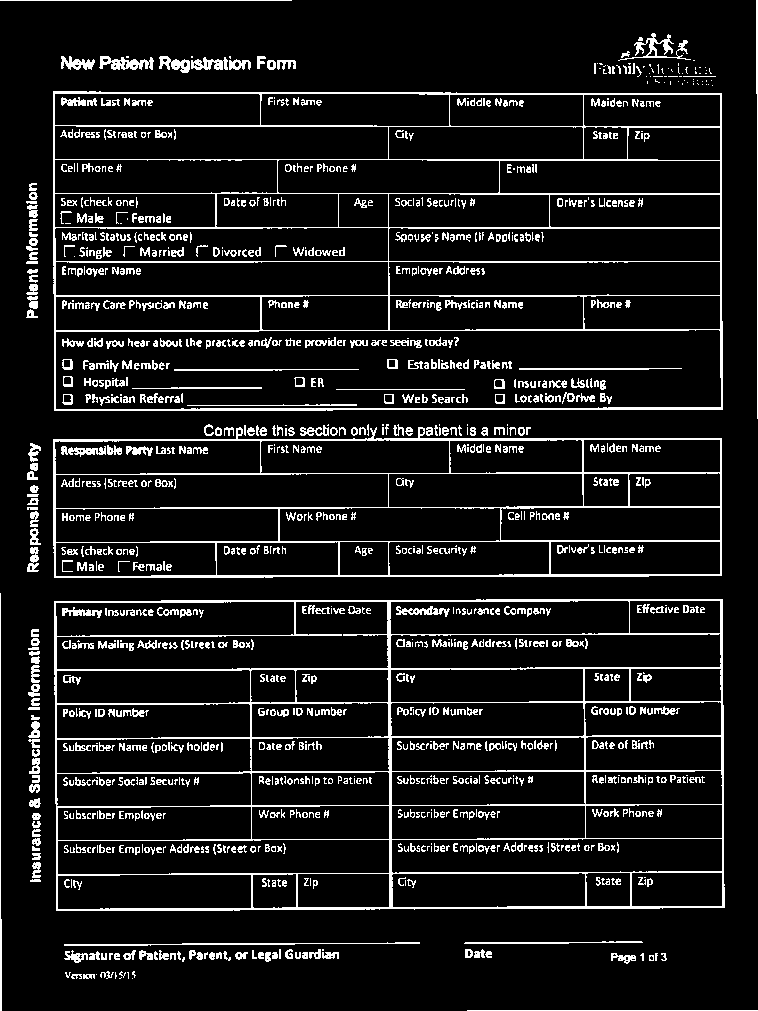 New Patient Registration Form
Family Medicine
Patient Information
Patient Last Name First Name Middle Name Maiden Name
Address (Street or Box) City State Zip
Cell Phone # Other Phone # E-mail
Sex (check one) Date of Birth Age Social Security # Driver's License #
Male Female
Marital Status (check one) Spouse's Name (If Applicable)
Single Married Divorced Widowed
Employer Name Employer Address
Primary Care Physician Name Phone # Referring Physician Name Phone #
How did you hear about the practice and/or the provider you are seeing today?
Family Member Established Patient
Hospital ER Insurance Listing
Physician Referral Web Search Location/Drive By
Complete this section only if the patient is a minor
Responsible Party
Responsible Party Last Name First Name Middle Name Maiden Name
Address (Street or Box) City State Zip
Home Phone # Work Phone # Cell Phone #
Sex (check one) Date of Birth Age Social Security # Driver's License #
Male Female
Insurance & Subscriber Information
Primary Insurance Company Effective Date Secondary Insurance Company Effective Date
Claims Mailing Address (Street or Box) Claims Mailing Address (Street or Box)
City State Zip City State Zip
Policy ID Number Group ID Number Policy ID Number Group ID Number
Subscriber Name (policy holder) Date of Birth Subscriber Name (policy holder) Date of Birth
Subscriber Social Security # Relationship to Patient Subscriber Social Security # Relationship to Patient
Subscriber Employer Work Phone # Subscriber Employer Work Phone #
Subscriber Employer Address (Street or Box) Subscriber Employer Address (Street or Box)
City State Zip City State Zip
Signature of Patient, Parent, or Legal Guardian Date Page 1 of 3
Version: 03/15/15